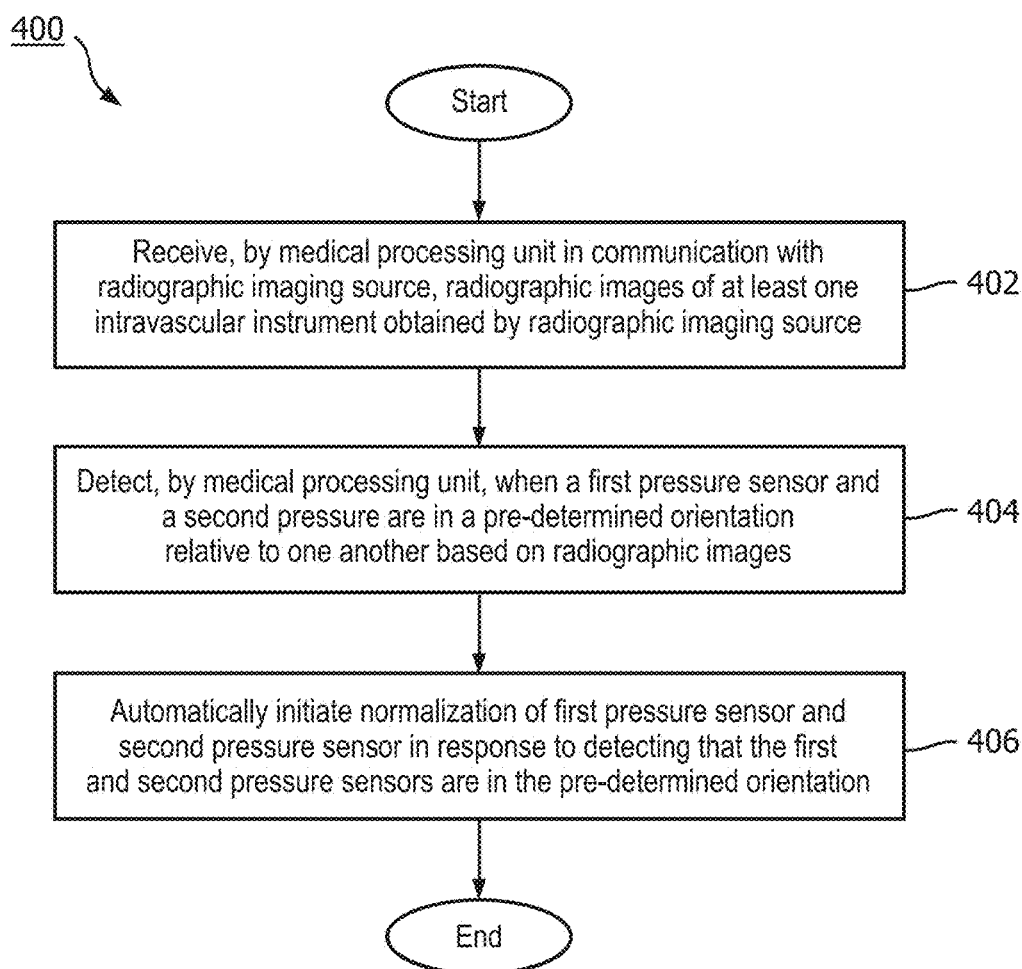 400
Start
Receive, by medical processing unit in communication with
radiographic imaging source, radiographic images of at least one
intravascular instrument obtained by radiographic imaging source
402
Detect, by medical processing unit, when a first pressure sensor and
a second pressure are in a pre-determined orientation
relative to one another based on radiographic images
404
Automatically initiate normalization of first pressure sensor and
second pressure sensor in response to detecting that the first
and second pressure sensors are in the pre-determined orientation
406
End